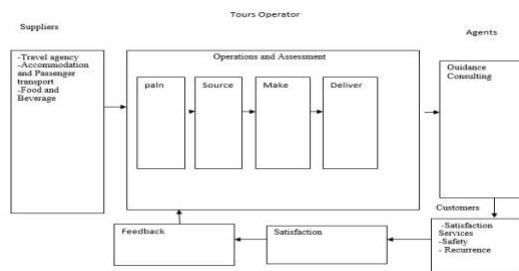 Tours Operator
Suppliers
Agents
-Travel agency
-Accommodation
and Passenger
transport
-Food and
Beverage
Operations and Assessment
paln
Source
Make
Deliver
Guidance
Consulting
Customers
-Satisfaction
Services
-Safety
- Recurrence
Satisfaction
Feedback